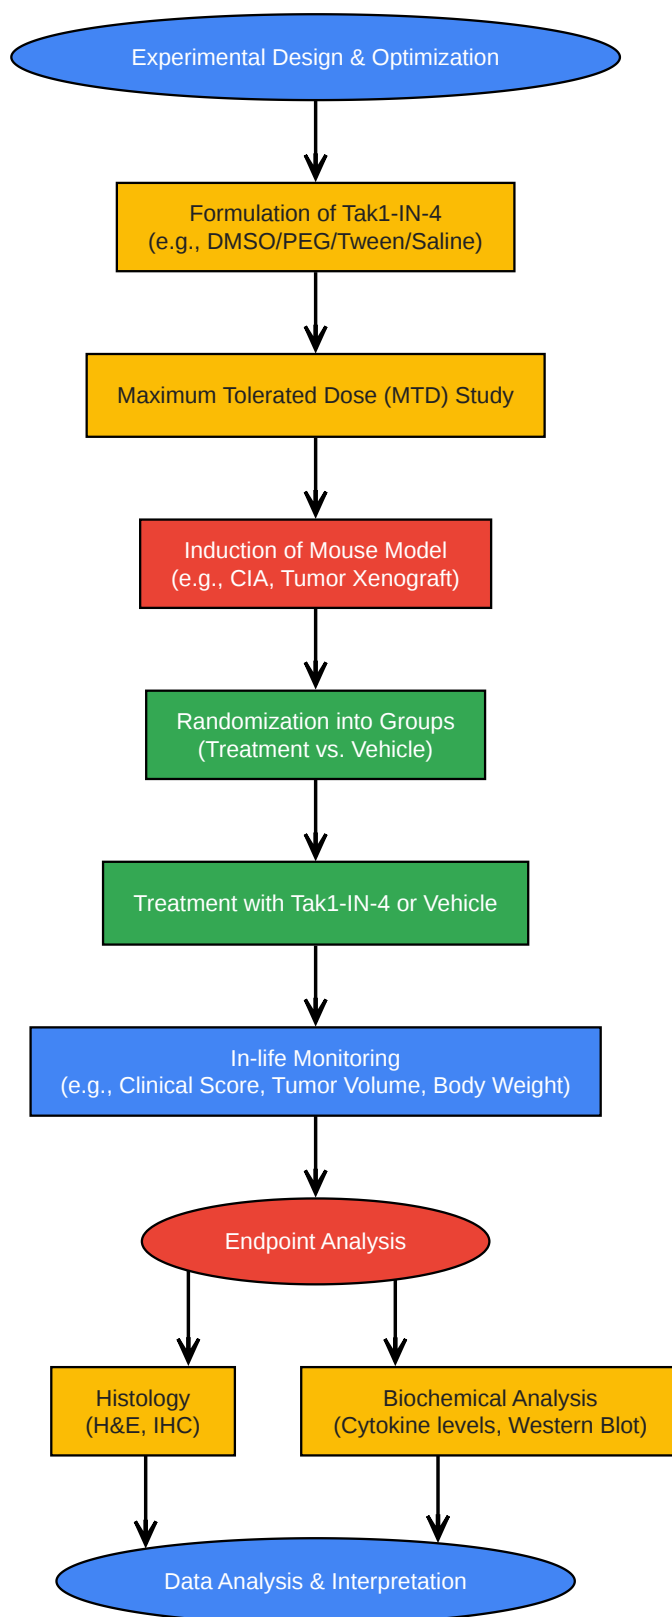 Experimental Design & Optimization
Formulation of Tak1-IN-4
(e.g., DMSO/PEG/Tween/Saline)
Maximum Tolerated Dose (MTD) Study
Induction of Mouse Model
(e.g., CIA, Tumor Xenograft)
Randomization into Groups
(Treatment vs. Vehicle)
Treatment with Tak1-IN-4 or Vehicle
In-life Monitoring
(e.g., Clinical Score, Tumor Volume, Body Weight)
Endpoint Analysis
Histology
(H&E, IHC)
Biochemical Analysis
(Cytokine levels, Western Blot)
Data Analysis & Interpretation